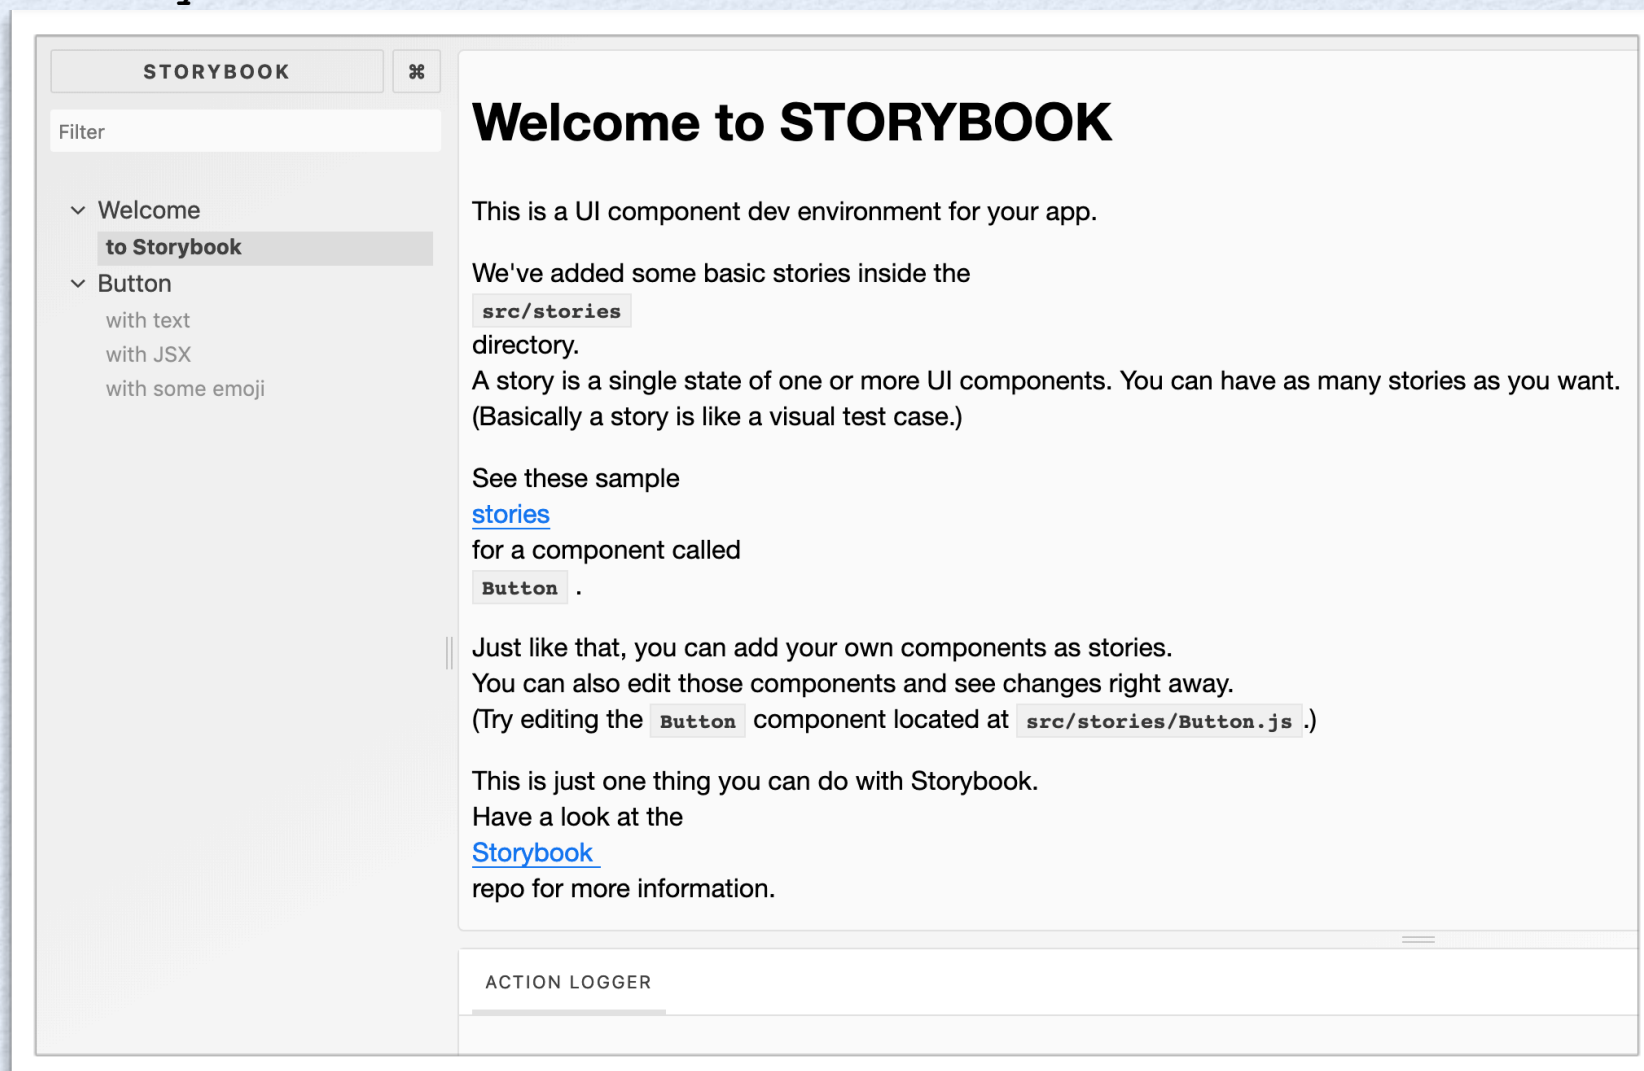 STORYBOOK
⌘
Filter
Welcome
to Storybook
Button
with text
with JSX
with some emoji
Welcome to STORYBOOK
This is a UI component dev environment for your app.
We've added some basic stories inside the
src/stories
directory.
A story is a single state of one or more UI components. You can have as many stories as you want.
(Basically a story is like a visual test case.)
See these sample
stories
for a component called
Button .
Just like that, you can add your own components as stories.
You can also edit those components and see changes right away.
(Try editing the Button component located at src/stories/Button.js.)
This is just one thing you can do with Storybook.
Have a look at the
Storybook
repo for more information.
ACTION LOGGER